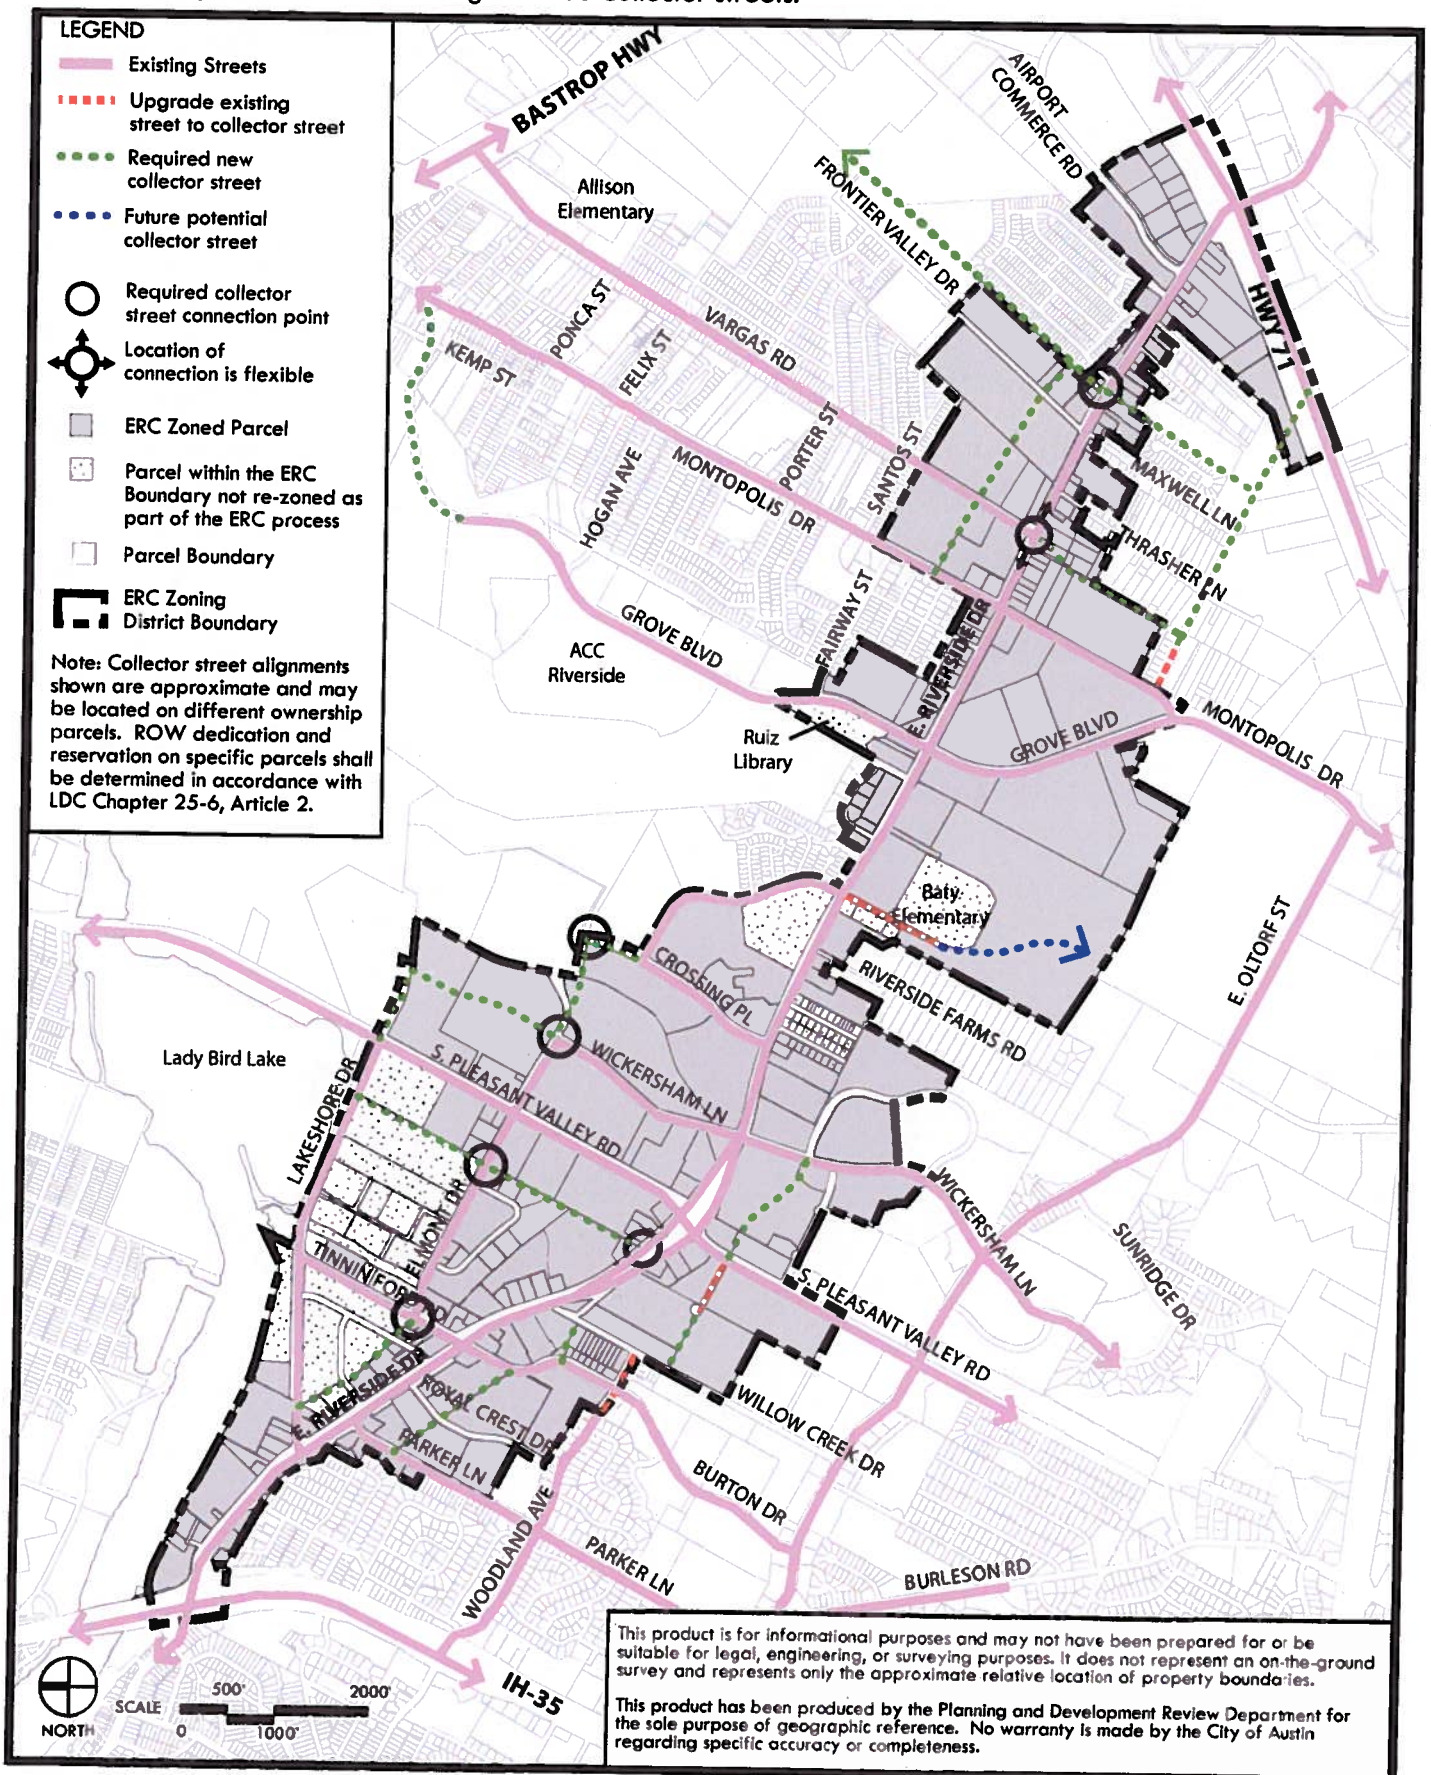 collector streets.
LEGEND
Existing Streets
Upgrade existing
street to collector street
Required new
collector street
Future potential
collector street
Required collector
street connection point
Location of
connection is flexible
ERC Zoned Parcel
Parcel within the ERC
Boundary not re-zoned as
part of the ERC process
Parcel Boundary
ERC Zoning
District Boundary
Note: Collector street alignments
shown are approximate and may
be located on different ownership
parcels. ROW dedication and
reservation on specific parcels shall
be determined in accordance with
LDC Chapter 25-6, Article 2.
BASTROP HWY
AIRPORT
COMMERCE RD
Allison
Elementary
FRONTIER VALLEY DR
HWY 71
PONCA ST
VARGAS RD
FELIX ST
KEMP ST
PORTER ST
SANTOS ST
HOGAN AVE
MONTOPOLIS DR
MAXWELL LN
THRASHER LN
FAIRWAY ST
GROVE BLVD
E. RIVERSIDE DR
ACC
Riverside
Ruiz
Library
GROVE BLVD
MONTOPOLIS DR
Baty
Elementary
E. OLTORF ST
CROSSING PL
RIVERSIDE FARMS RD
Lady Bird Lake
LAKESHORE DR
S. PLEASANT VALLEY RD
WICKERSHAM LN
WICKERSHAM LN
SUNRIDGE DR
ELMONT DR
TINNIN FORD RD
S. PLEASANT VALLEY RD
E. RIVERSIDE DR
ROYAL CREST DR
PARKER LN
WILLOW CREEK DR
BURTON DR
WOODLAND AVE
PARKER LN
BURLESON RD
IH-35
NORTH
SCALE
500'
2000'
0
1000'
This product is for informational purposes and may not have been prepared for or be
suitable for legal, engineering, or surveying purposes. It does not represent an on-the-ground
survey and represents only the approximate relative location of property boundaries.
This product has been produced by the Planning and Development Review Department for
the sole purpose of geographic reference. No warranty is made by the City of Austin
regarding specific accuracy or completeness.